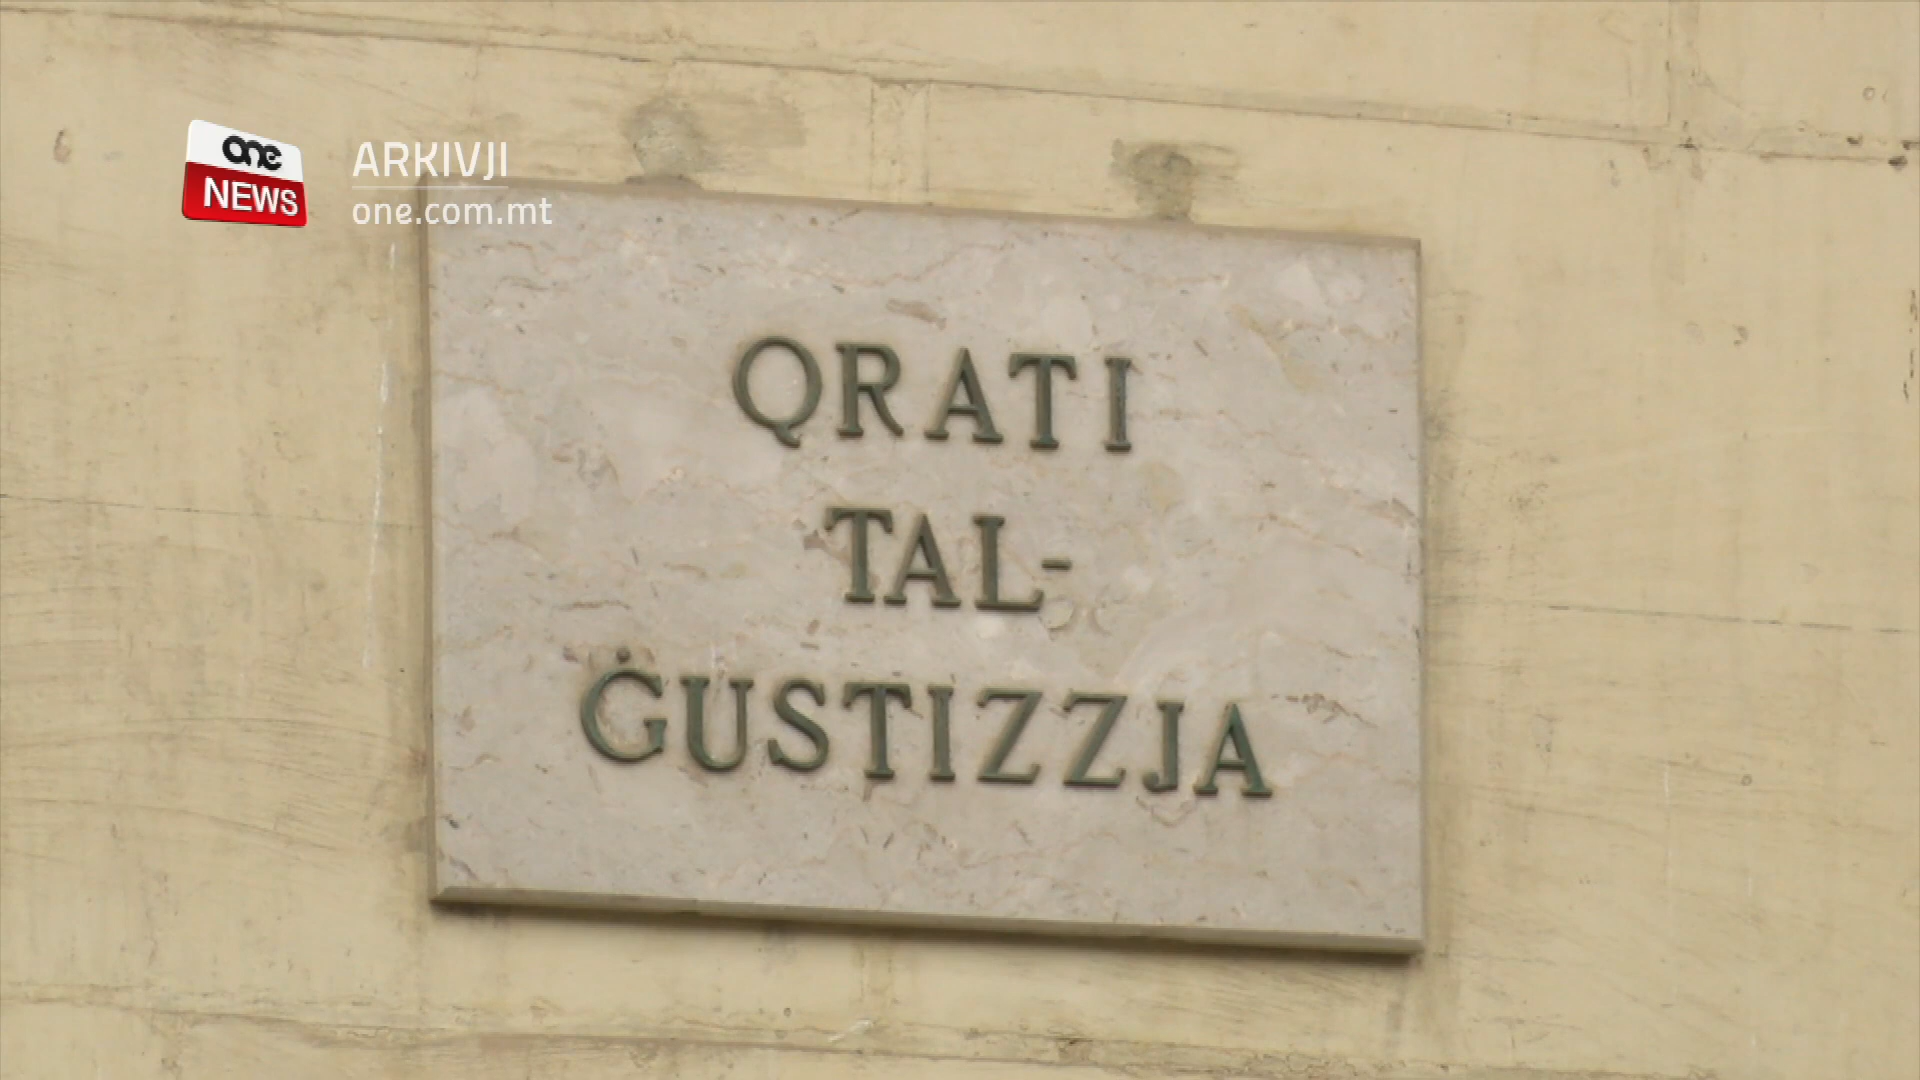 one
NEWS
ARKIVJI
one.com.mt
QRATI
TAL-
ĠUSTIZZJA